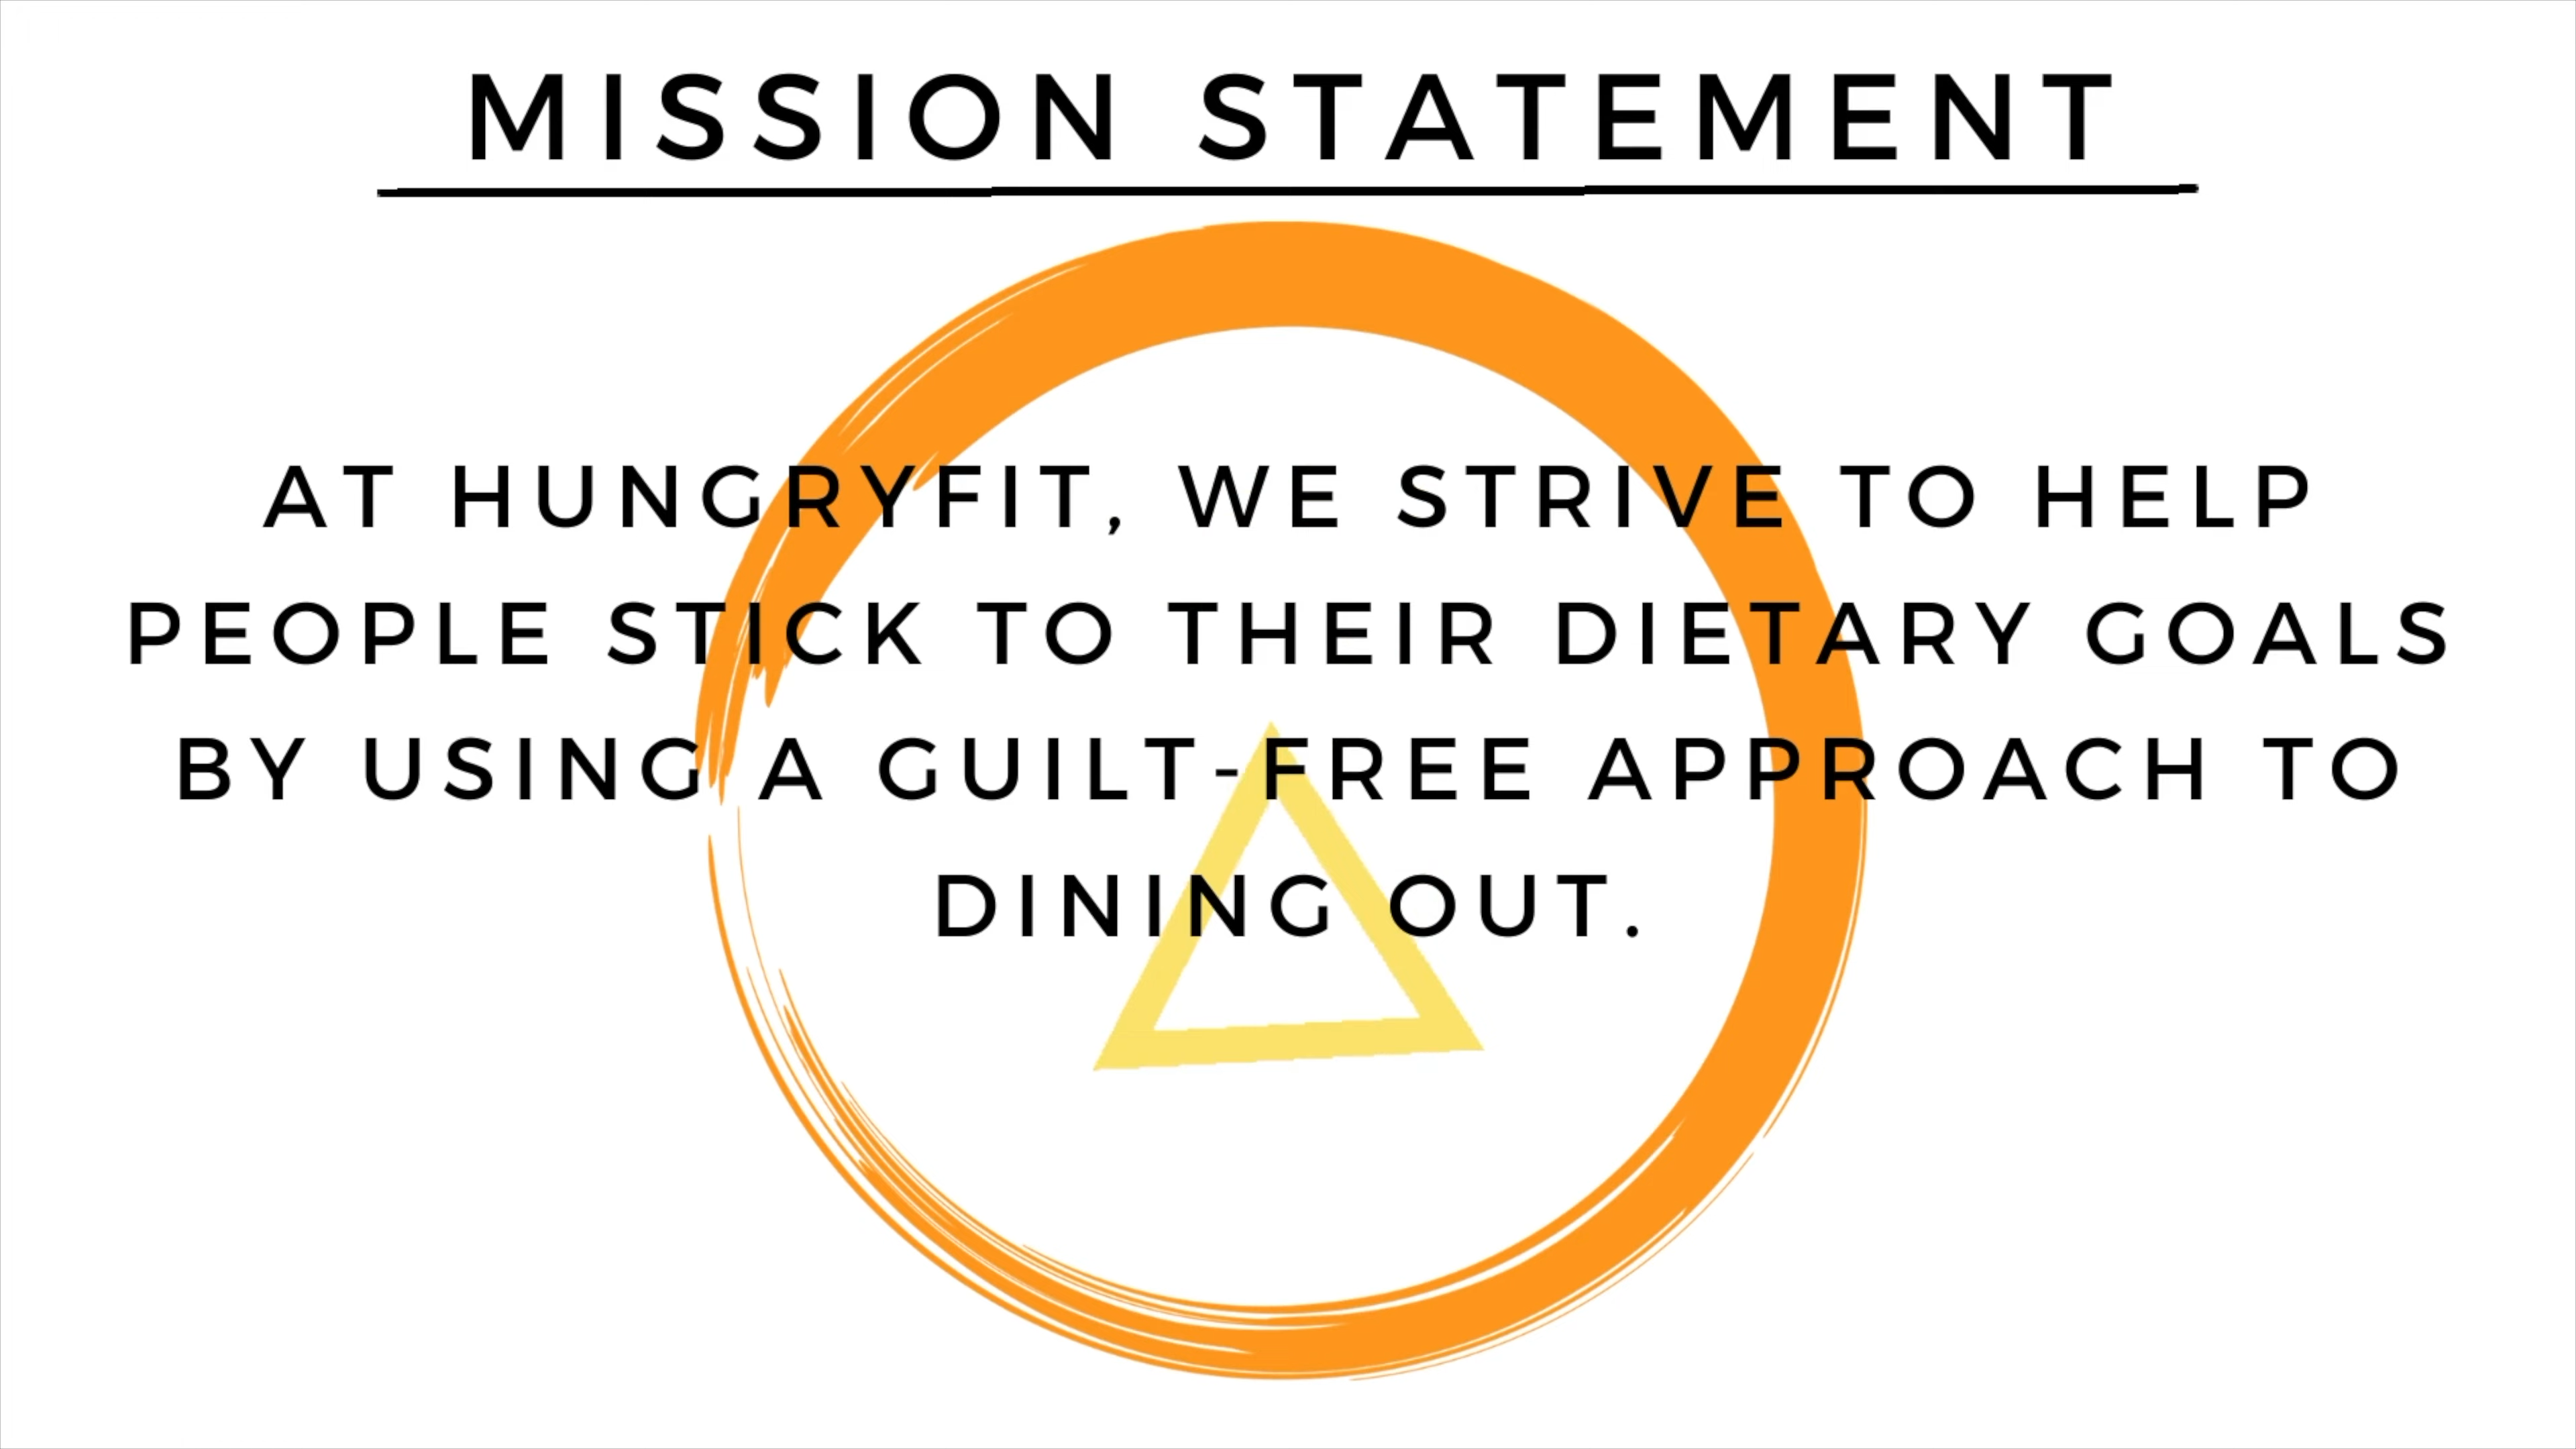 MISSION STATEMENT
AT HUNGRYFIT, WE STRIVE TO HELP
PEOPLE STICK TO THEIR DIETARY GOALS
BY USING A GUILT-FREE APPROACH TO
DINING OUT.